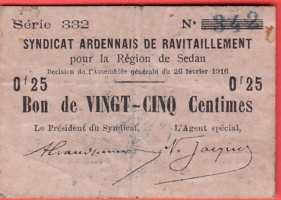 Série 332 N° 342
SYNDICAT ARDENNAIS DE RAVITAILLEMENT
pour la Région de Sedan
Décision de l'Assemblée générale du 26 février 1916
0f25 0f25
Bon de VINGT-CINQ Centimes
Le Président du Syndicat, L'Agent spécial,
N. Jacques